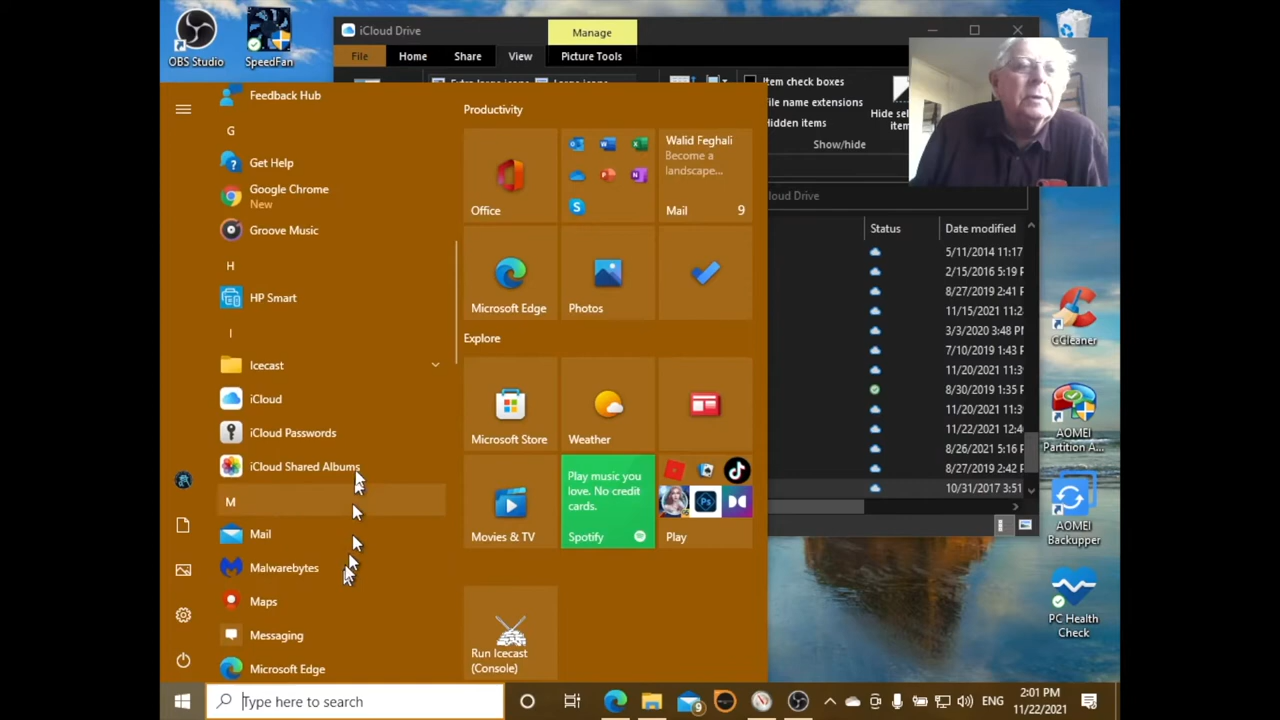 OBS Studio
SpeedFan
iCloud Drive
Manage
File
Home
Share
View
Picture Tools
Item check boxes
File name extensions
Hidden items
Hide sel
Show/hide
Feedback Hub
G
Get Help
Google Chrome
New
Groove Music
H
HP Smart
I
Icecast
iCloud
iCloud Passwords
iCloud Shared Albums
M
Mail
Malwarebytes
Maps
Messaging
Microsoft Edge
Productivity
Office
Walid Feghali
Become a
landscape...
Mail 9
Microsoft Edge
Photos
Explore
Microsoft Store
Weather
Movies & TV
Play music you
love. No credit
cards.
Spotify
Play
Run Icecast
(Console)
loud Drive
Status
Date modified
5/11/2014 11:17
2/15/2016 5:19 P
8/27/2019 2:41 P
11/15/2021 11:2
3/3/2020 3:48 PM
7/10/2019 1:43 P
11/20/2021 11:3
8/30/2019 1:35 P
11/20/2021 11:3
11/22/2021 12:4
8/26/2021 5:16 P
8/27/2019 2:42 P
10/31/2017 3:51
CCleaner
AOMEI
Partition A...
AOMEI
Backupper
PC Health
Check
Type here to search
9
ENG
2:01 PM
11/22/2021